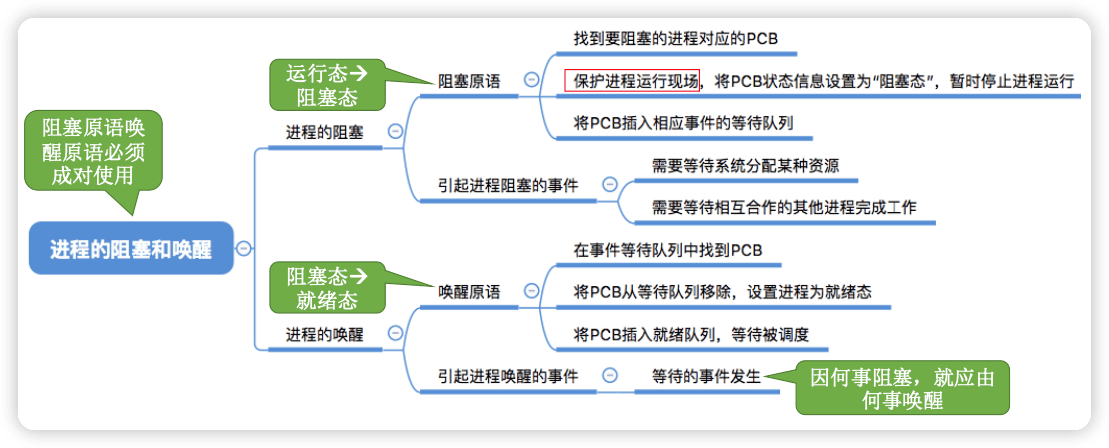 阻塞原语唤
醒原语必须
成对使用
进程的阻塞和唤醒
进程的阻塞
运行态→
阻塞态
阻塞原语
找到要阻塞的进程对应的PCB
保护进程运行现场，将PCB状态信息设置为“阻塞态”，暂时停止进程运行
将PCB插入相应事件的等待队列
引起进程阻塞的事件
需要等待系统分配某种资源
需要等待相互合作的其他进程完成工作
进程的唤醒
阻塞态→
就绪态
唤醒原语
在事件等待队列中找到PCB
将PCB从等待队列移除，设置进程为就绪态
将PCB插入就绪队列，等待被调度
引起进程唤醒的事件
等待的事件发生
因何事阻塞，就应由
何事唤醒